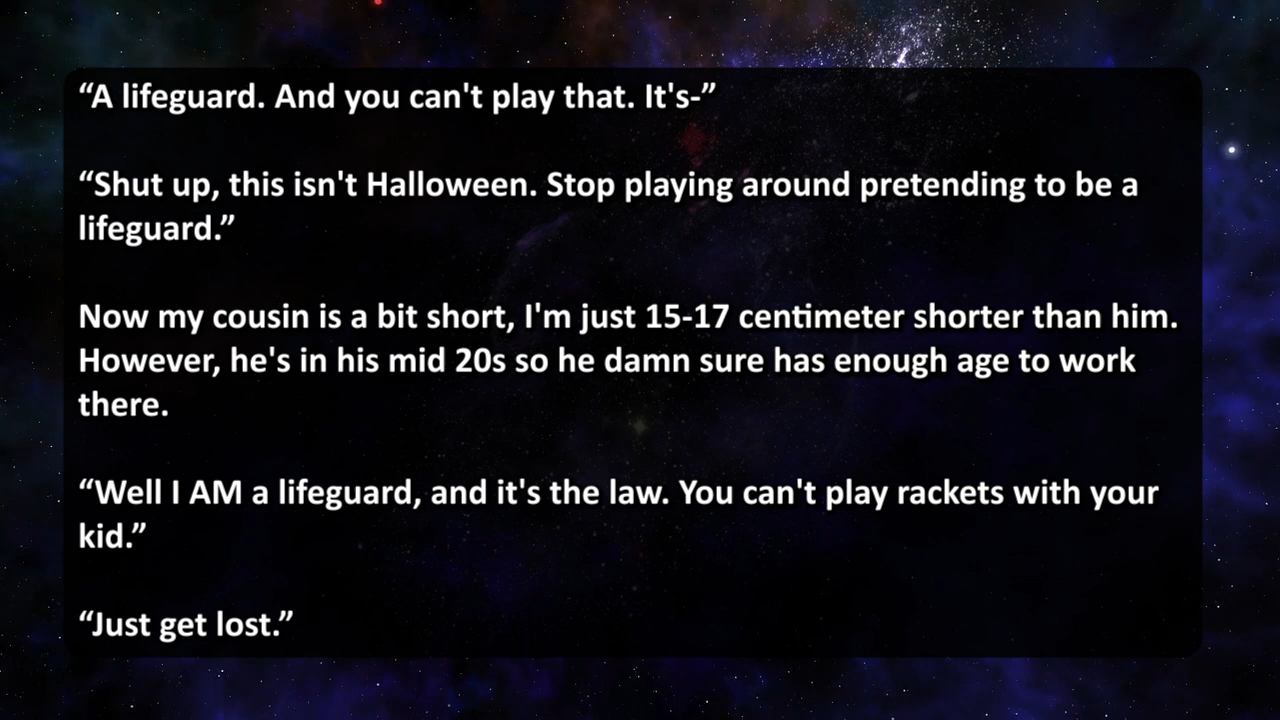 “A lifeguard. And you can't play that. It's-”
“Shut up, this isn't Halloween. Stop playing around pretending to be a
lifeguard.”
Now my cousin is a bit short, I'm just 15-17 centimeter shorter than him.
However, he's in his mid 20s so he damn sure has enough age to work
there.
“Well I AM a lifeguard, and it's the law. You can't play rackets with your
kid.”
“Just get lost.”